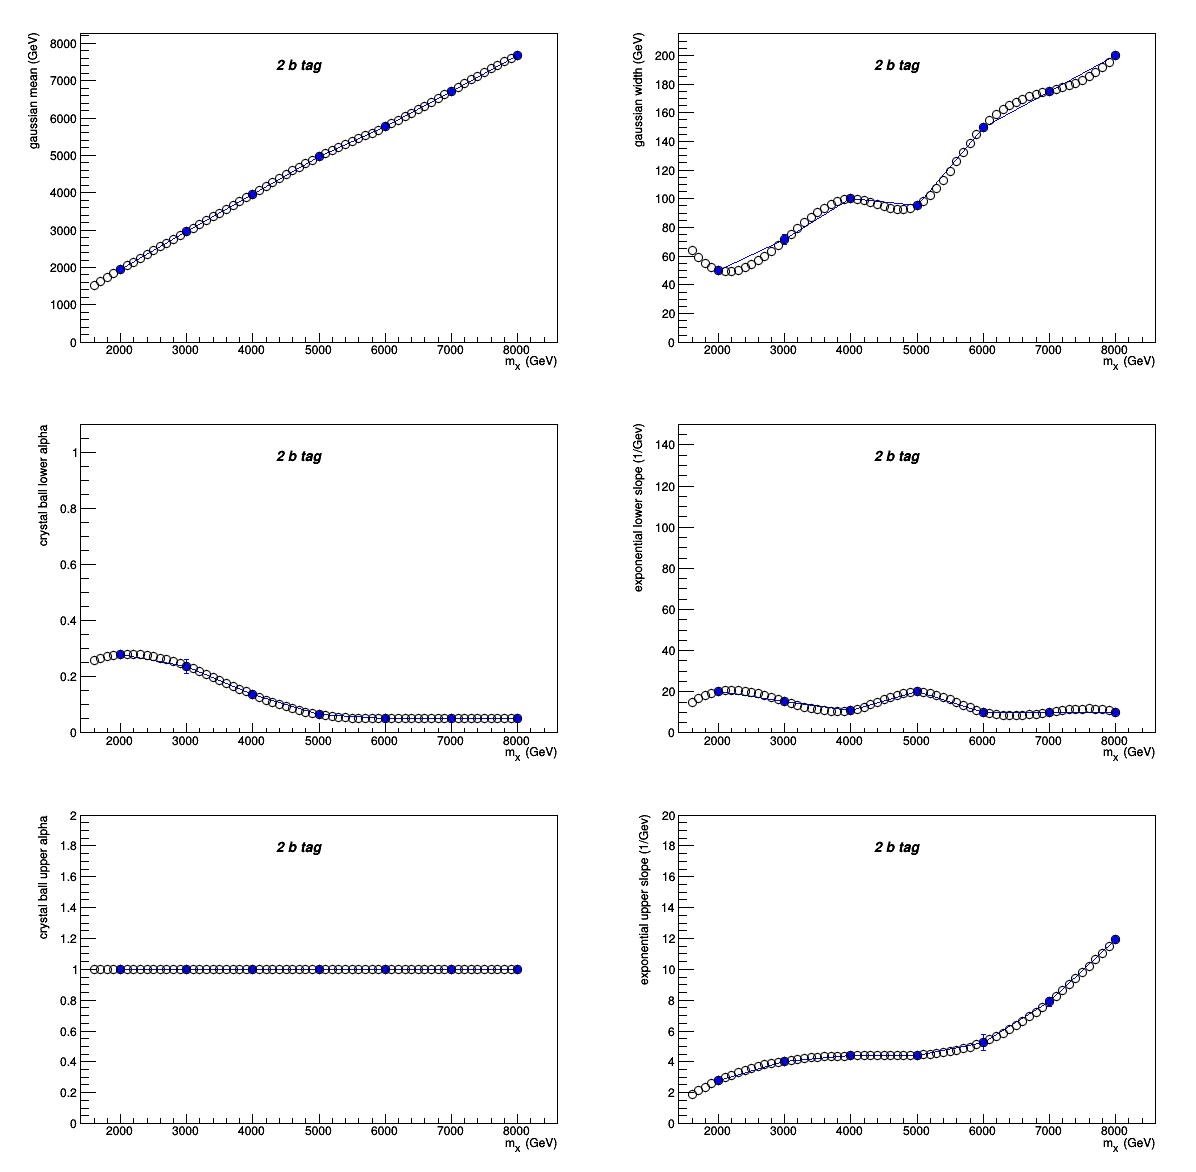 gaussian mean (GeV)
2 b tag
8000
7000
6000
5000
4000
3000
2000
1000
0
2000 3000 4000 5000 6000 7000 8000
m_x (GeV)
gaussian width (GeV)
2 b tag
200
180
160
140
120
100
80
60
40
20
0
2000 3000 4000 5000 6000 7000 8000
m_x (GeV)
crystal ball lower alpha
2 b tag
1
0.8
0.6
0.4
0.2
0
2000 3000 4000 5000 6000 7000 8000
m_x (GeV)
exponential lower slope (1/Gev)
2 b tag
140
120
100
80
60
40
20
0
2000 3000 4000 5000 6000 7000 8000
m_x (GeV)
crystal ball upper alpha
2 b tag
2
1.8
1.6
1.4
1.2
1
0.8
0.6
0.4
0.2
0
2000 3000 4000 5000 6000 7000 8000
m_x (GeV)
exponential upper slope (1/Gev)
2 b tag
20
18
16
14
12
10
8
6
4
2
0
2000 3000 4000 5000 6000 7000 8000
m_x (GeV)